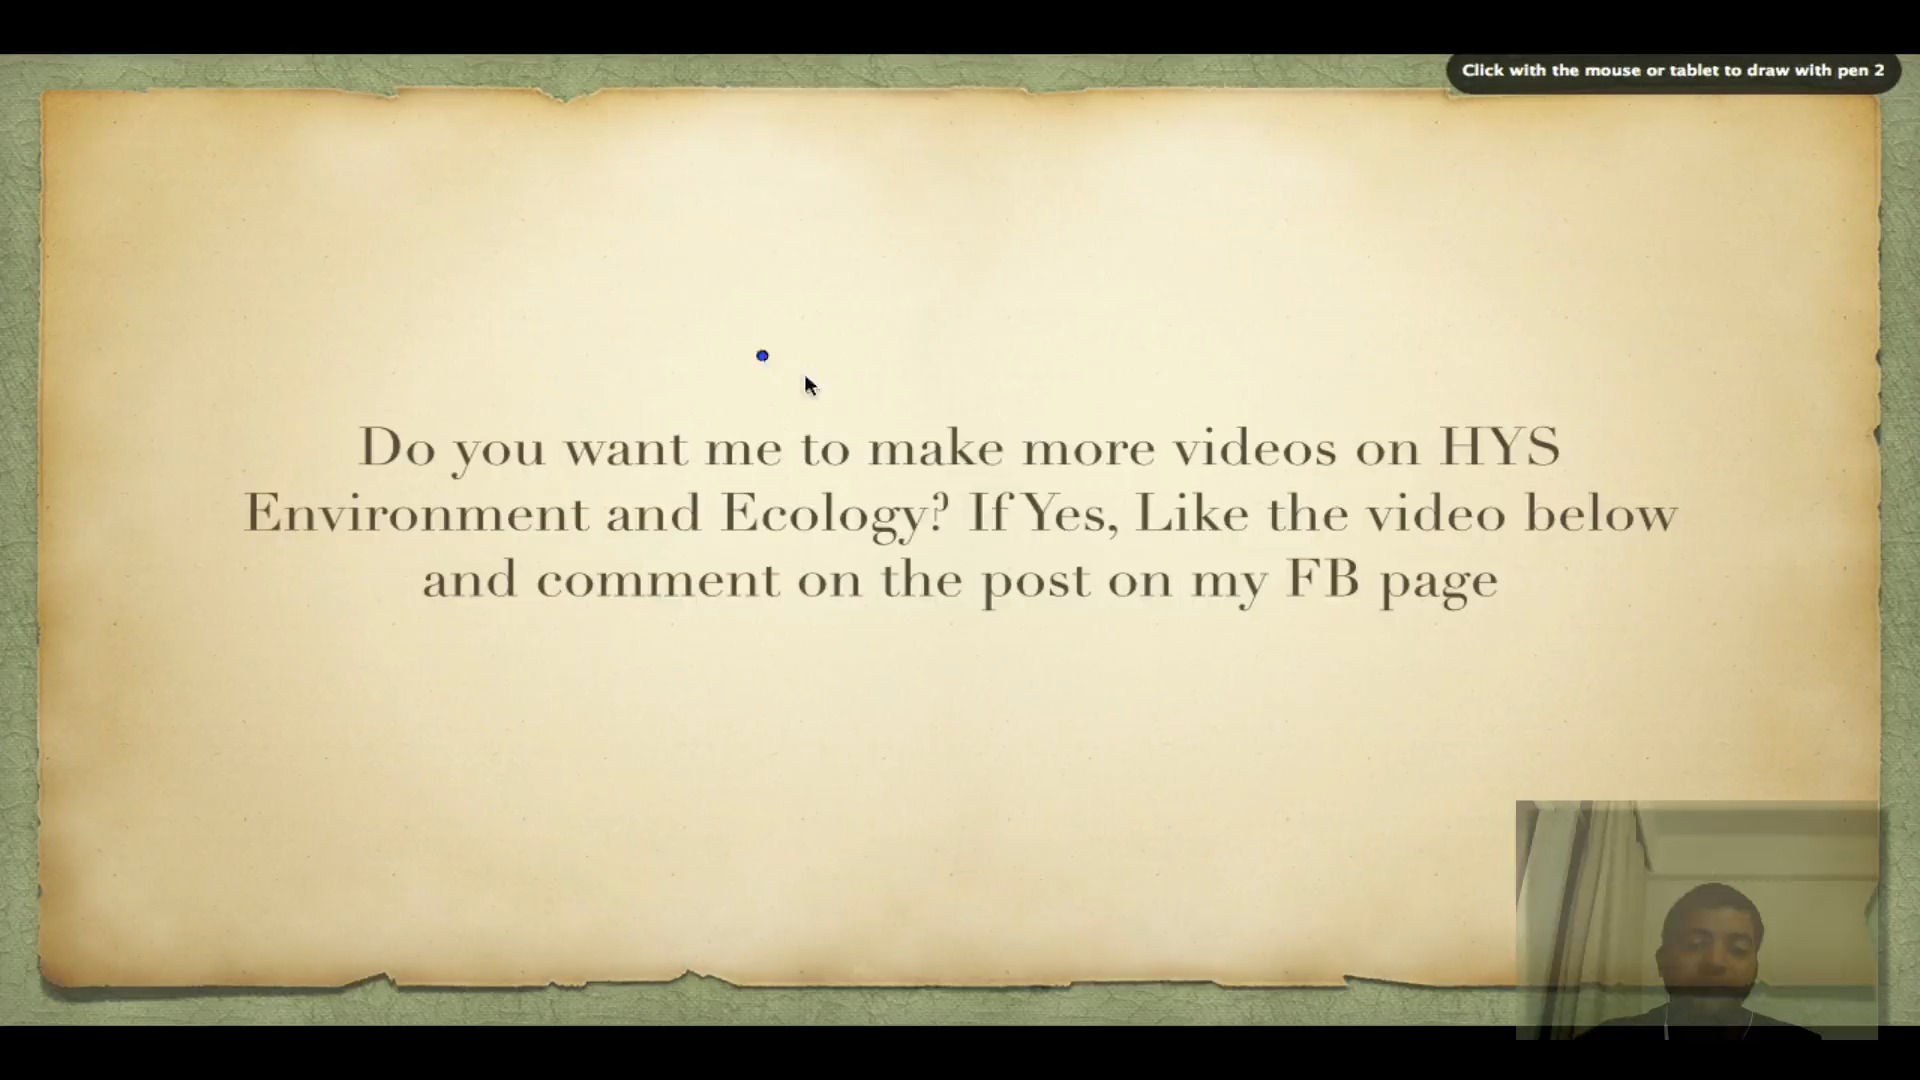 Click with the mouse or tablet to draw with pen 2
Do you want me to make more videos on HYS
Environment and Ecology? If Yes, Like the video below
and comment on the post on my FB page